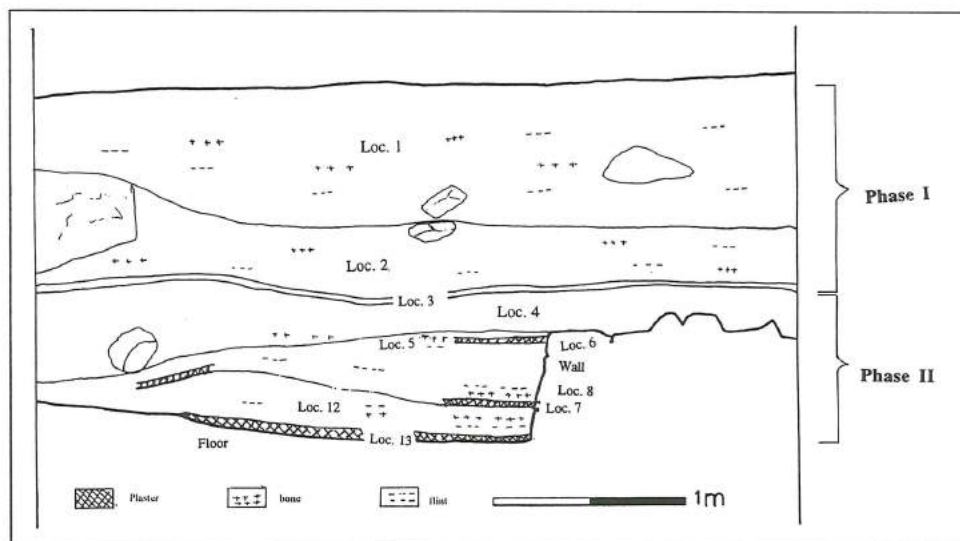 Loc. 1
Phase I
Loc. 2
Loc. 3
Loc. 4
Loc. 5
Loc. 6
Wall
Phase II
Loc. 8
Loc. 7
Loc. 12
Loc. 13
Floor
Plaster
bone
flint
1m